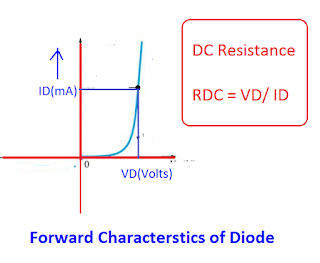 DC Resistance
ID(mA)
RDC = VD/ ID
0
VD(Volts)
Forward Characterstics of Diode